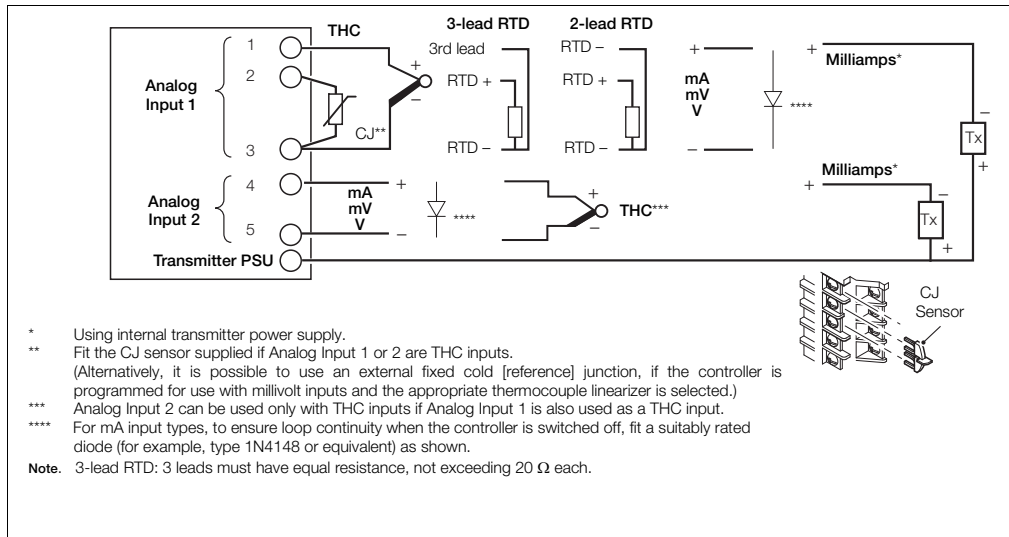 THC 3-lead RTD 2-lead RTD
1 3rd lead RTD – + + Milliamps*
Analog Input 1
2 + – RTD + RTD + mA mV V **** –
Tx
3 CJ** RTD – RTD – – +
Analog Input 2
4 + mA mV V **** + – THC*** + Milliamps* –
5 – Tx +
Transmitter PSU
CJ
Sensor
* Using internal transmitter power supply.
** Fit the CJ sensor supplied if Analog Input 1 or 2 are THC inputs.
(Alternatively, it is possible to use an external fixed cold [reference] junction, if the controller is
programmed for use with millivolt inputs and the appropriate thermocouple linearizer is selected.)
*** Analog Input 2 can be used only with THC inputs if Analog Input 1 is also used as a THC input.
**** For mA input types, to ensure loop continuity when the controller is switched off, fit a suitably rated
diode (for example, type 1N4148 or equivalent) as shown.
Note. 3-lead RTD: 3 leads must have equal resistance, not exceeding 20 Ω each.